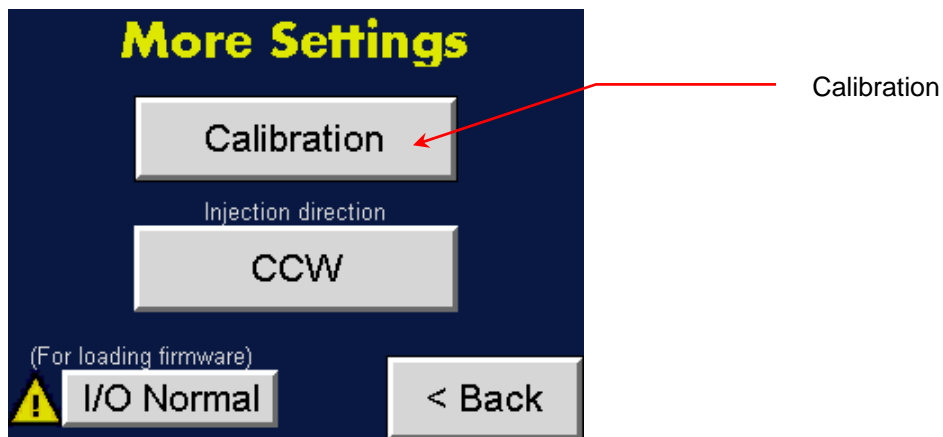 More Settings
Calibration
Calibration
Injection direction
CCW
(For loading firmware)
I/O Normal
< Back